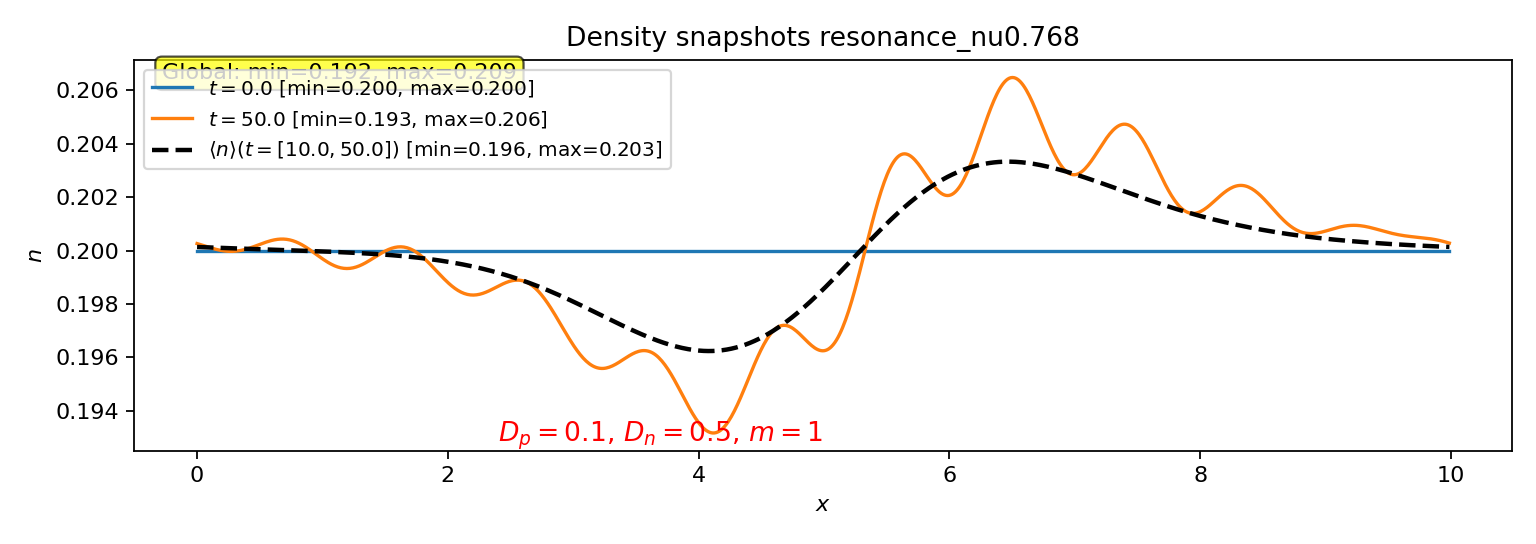 Density snapshots resonance_nu0.768
Global: min=0.192, max=0.209
t = 0.0 [min=0.200, max=0.200]
t = 50.0 [min=0.193, max=0.206]
⟨n⟩(t = [10.0, 50.0]) [min=0.196, max=0.203]
0.206
0.204
0.202
0.200
0.198
0.196
0.194
n
D_p = 0.1, D_n = 0.5, m = 1
0 2 4 6 8 10
x